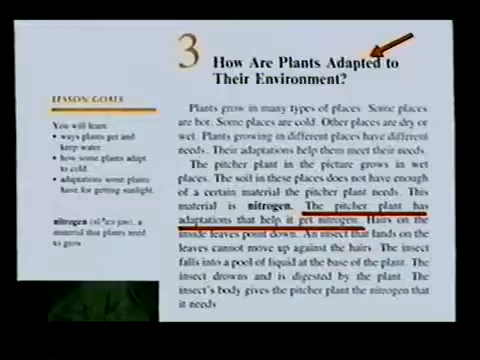 3
How Are Plants Adapted to
Their Environment?
LESSON GOALS
You will learn
• ways plants get and
keep water.
• how some plants adapt
to cold.
• adaptations some plants
have for getting sunlight.
nitrogen a
material that plants need
to grow
Plants grow in many types of places. Some places
are hot. Some places are cold. Other places are dry or
wet. Plants growing in different places have different
needs. Their adaptations help them meet their needs.
The pitcher plant in the picture grows in wet
places. The soil in these places does not have enough
of a certain material the pitcher plant needs. This
material is nitrogen. The pitcher plant has
adaptations that help it get nitrogen. Hairs on the
inside leaves point down. An insect that lands on the
leaves cannot move up against the hairs. The insect
falls into a pool of liquid at the base of the plant. The
insect drowns and is digested by the plant. The
insect's body gives the pitcher plant the nitrogen that
it needs